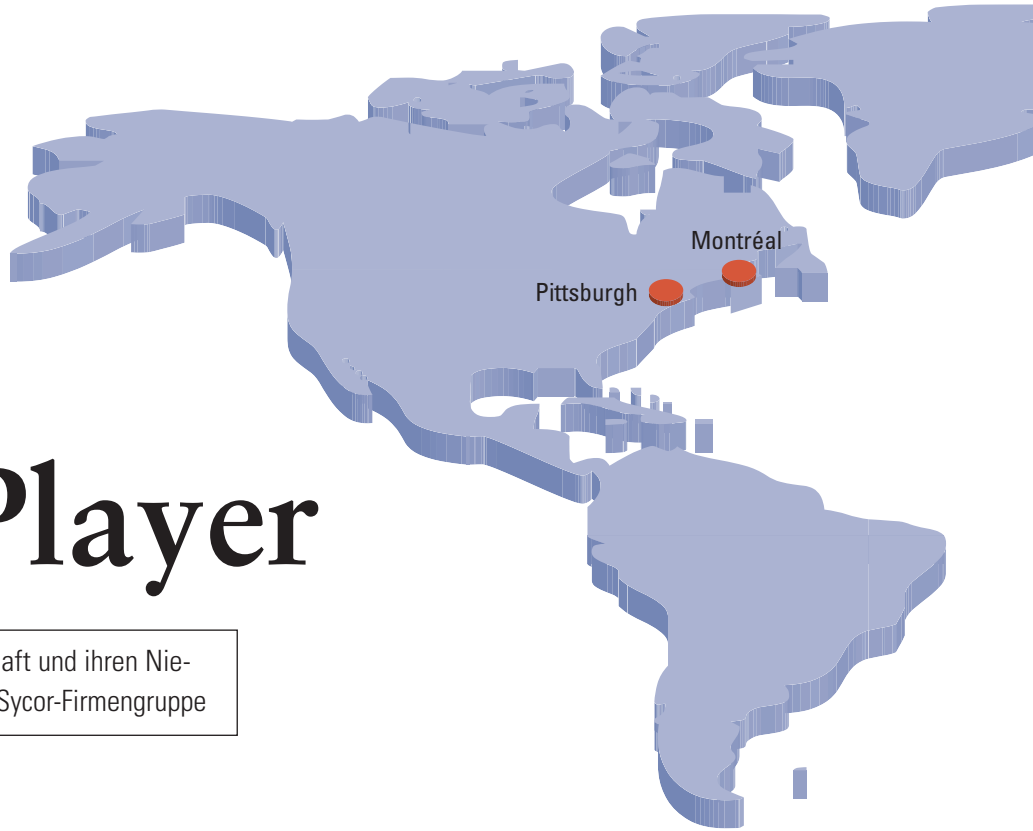 Montréal
Pittsburgh
Player
aft und ihren Nie-
Sycor-Firmengruppe